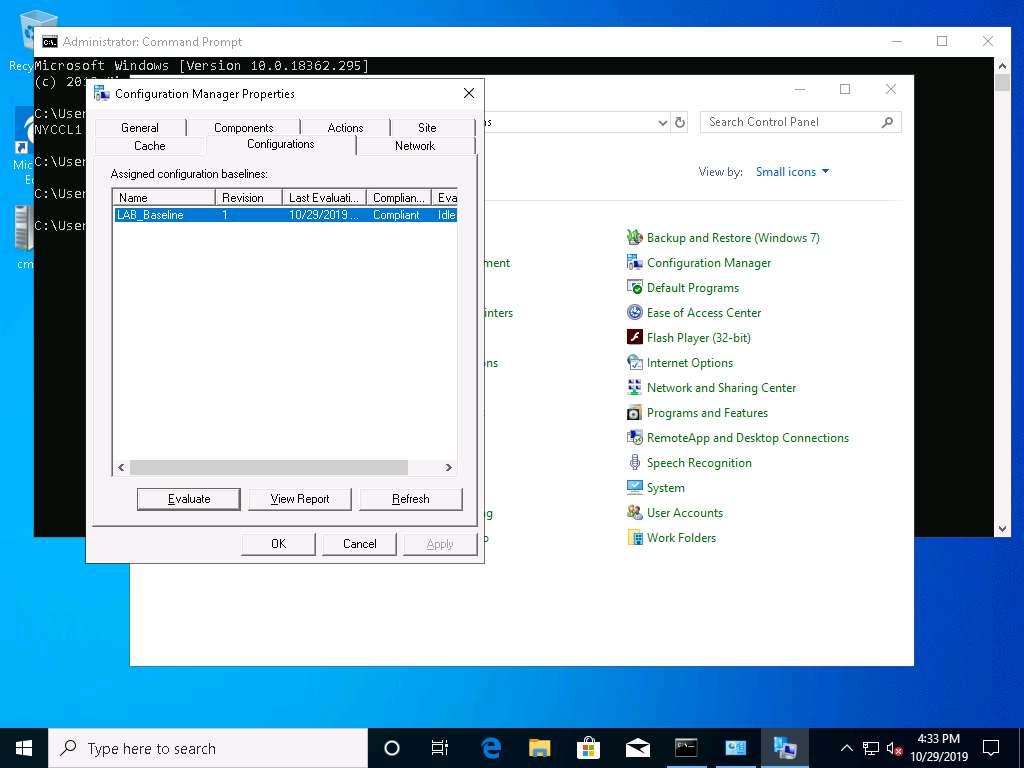 Administrator: Command Prompt
Microsoft Windows [Version 10.0.18362.295]
(c) 20
Configuration Manager Properties
General Components Actions Site
Cache Configurations Network
Assigned configuration baselines:
Name Revision Last Evaluati... Complian... Eva
LAB_Baseline 1 10/29/2019 ... Compliant Idle
Evaluate View Report Refresh
OK Cancel Apply
C:\User
NYCCL1
C:\User
C:\User
C:\User
Search Control Panel
View by: Small icons
Backup and Restore (Windows 7)
Configuration Manager
Default Programs
Ease of Access Center
Flash Player (32-bit)
Internet Options
Network and Sharing Center
Programs and Features
RemoteApp and Desktop Connections
Speech Recognition
System
User Accounts
Work Folders
ment
inters
ons
Recy
Mic
E
cm
Type here to search
4:33 PM
10/29/2019